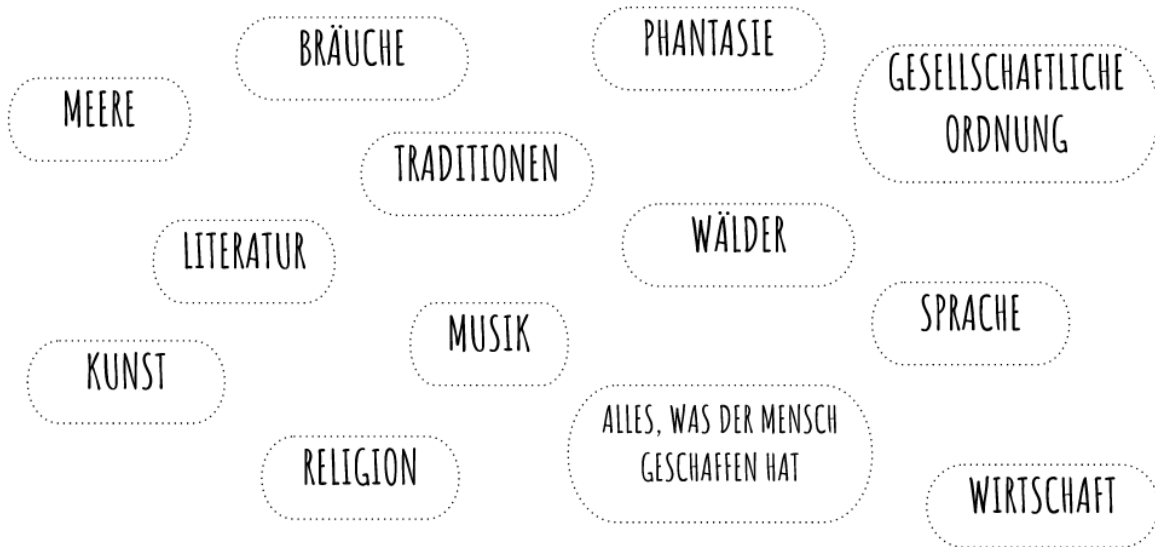 BRÄUCHE
PHANTASIE
MEERE
GESELLSCHAFTLICHE
ORDNUNG
TRADITIONEN
LITERATUR
WÄLDER
SPRACHE
MUSIK
KUNST
ALLES, WAS DER MENSCH
GESCHAFFEN HAT
RELIGION
WIRTSCHAFT